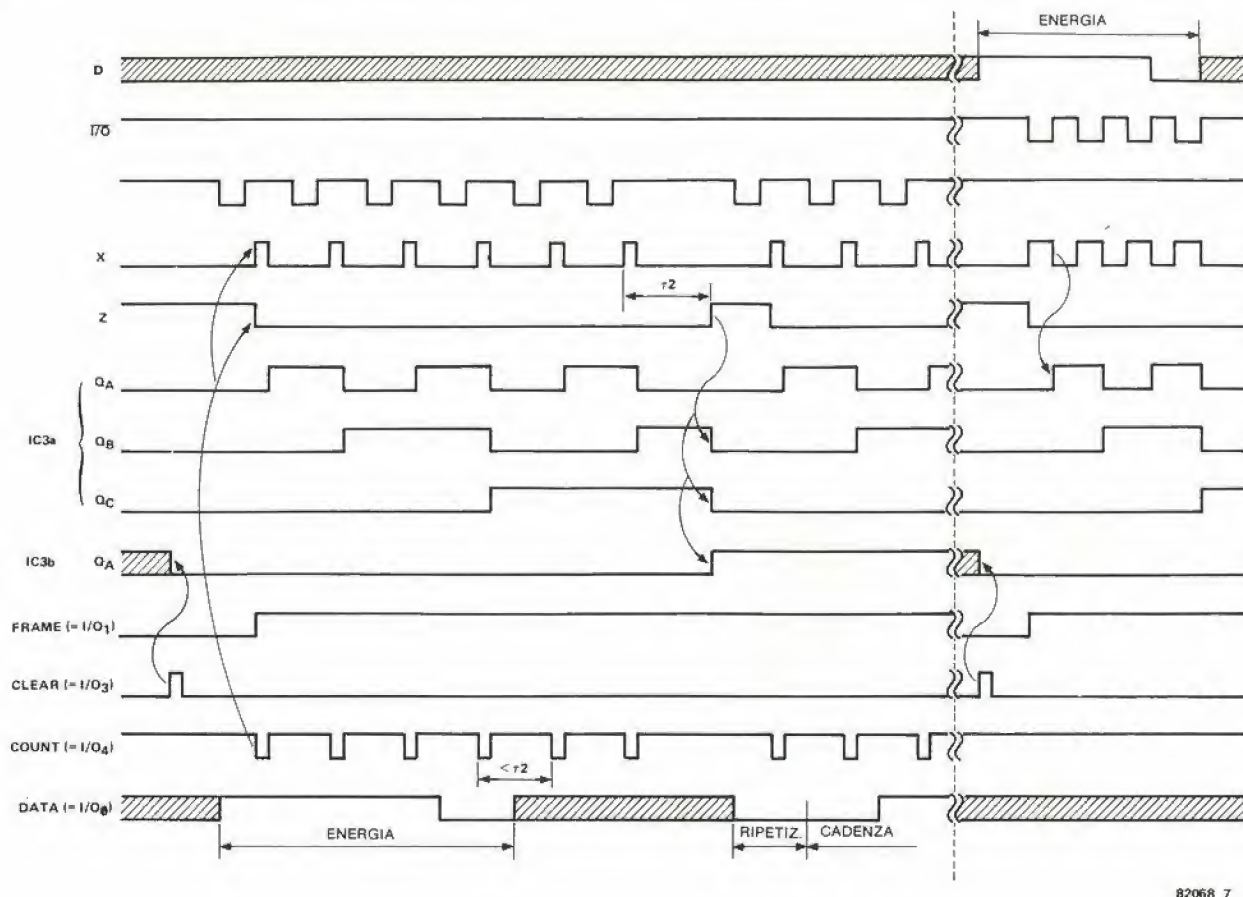 ENERGIA
D
I/O
X
τ2
Z
QA
IC3a
QB
QC
IC3b QA
FRAME (= I/O1)
CLEAR (= I/O3)
COUNT (= I/O4)
< τ2
DATA (= I/O0)
ENERGIA
RIPETIZ.
CADENZA
82068 7